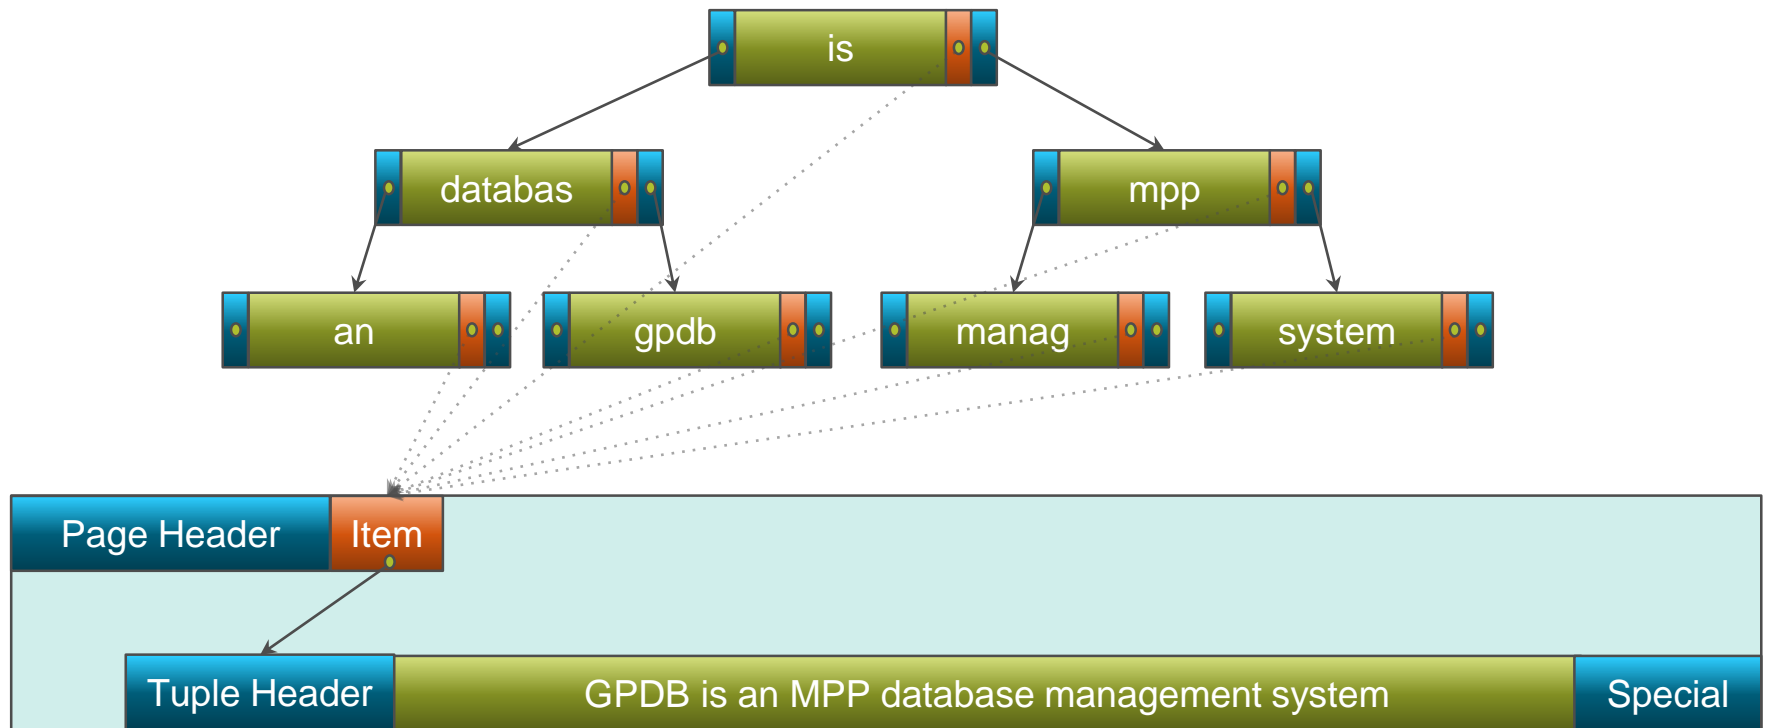 is
databas
mpp
an
gpdb
manag
system
Page Header
Item
Tuple Header
GPDB is an MPP database management system
Special